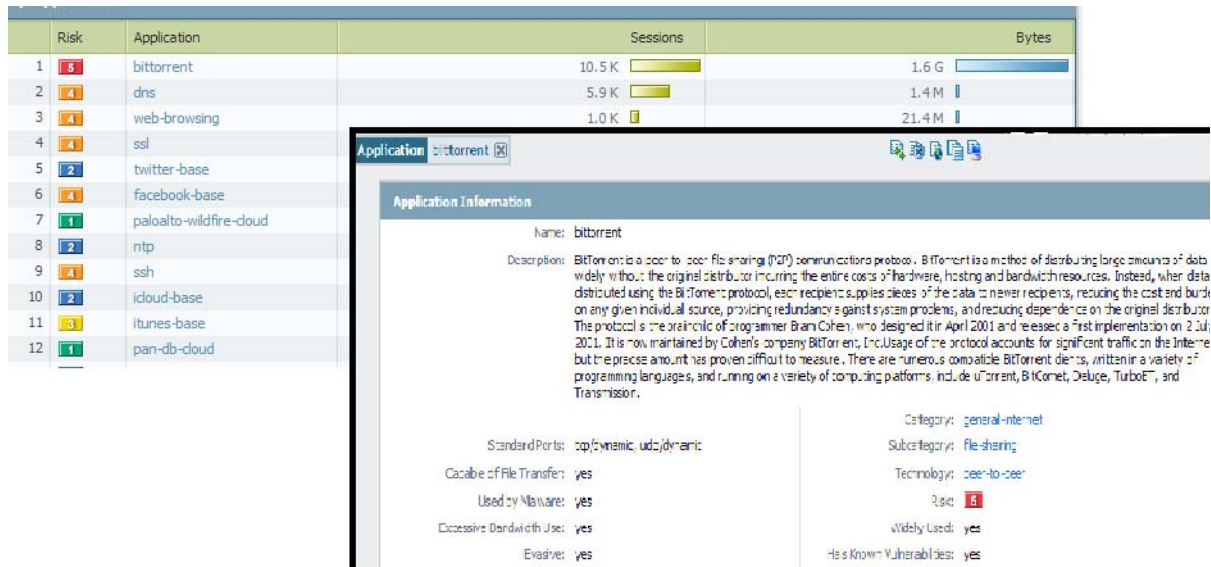 Risk Application Sessions Bytes
1 5 bittorrent 10.5 K 1.6 G
2 4 dns 5.9 K 1.4 M
3 4 web-browsing 1.0 K 21.4 M
4 4 ssl
5 2 twitter-base
6 4 facebook-base
7 1 paloalto-wildfire-cloud
8 2 ntp
9 4 ssh
10 2 icloud-base
11 3 itunes-base
12 1 pan-db-cloud
Application bittorrent
Application Information
Name: bittorrent
Description: BitTorrent is a peer-to-peer file sharing (P2P) communications protocol. BitTorrent is a method of distributing large amounts of data
widely without the original distributor incurring the entire costs of hardware, hosting and bandwidth resources. Instead, when data
distributed using the BitTorrent protocol, each recipient supplies pieces of the data to newer recipients, reducing the cost and burde
on any given individual source, providing redundancy against system problems, and reducing dependence on the original distributor
The protocol is the brainchild of programmer Bram Cohen, who designed it in April 2001 and released a first implementation on 2 Jul
2001. It is now maintained by Cohen's company BitTorrent, Inc.Usage of the protocol accounts for significant traffic on the Internet
but the precise amount has proven difficult to measure. There are numerous compatible BitTorrent clients, written in a variety of
programming languages, and running on a variety of computing platforms, include uTorrent, BitComet, Deluge, TurboBT, and
Transmission.
Category: general-internet
Standard Ports: tcp/dynamic, udp/dynamic Subcategory: file-sharing
Capable of File Transfer: yes Technology: peer-to-peer
Used by Malware: yes Risk: 5
Excessive Bandwidth Use: yes Widely Used: yes
Evasive: yes Has Known Vulnerabilities: yes